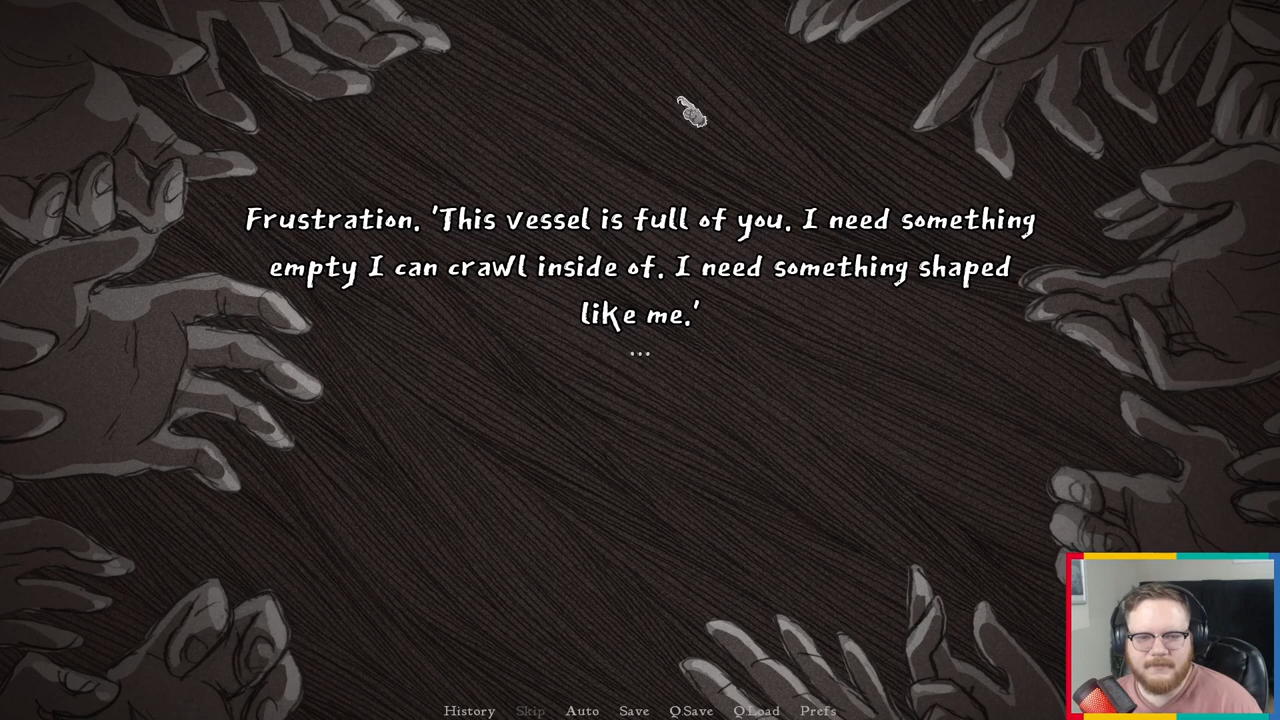 Frustration. 'This vessel is full of you. I need something
empty I can crawl inside of. I need something shaped
like me.'
...
History Skip Auto Save Q.Save Q.Load Prefs